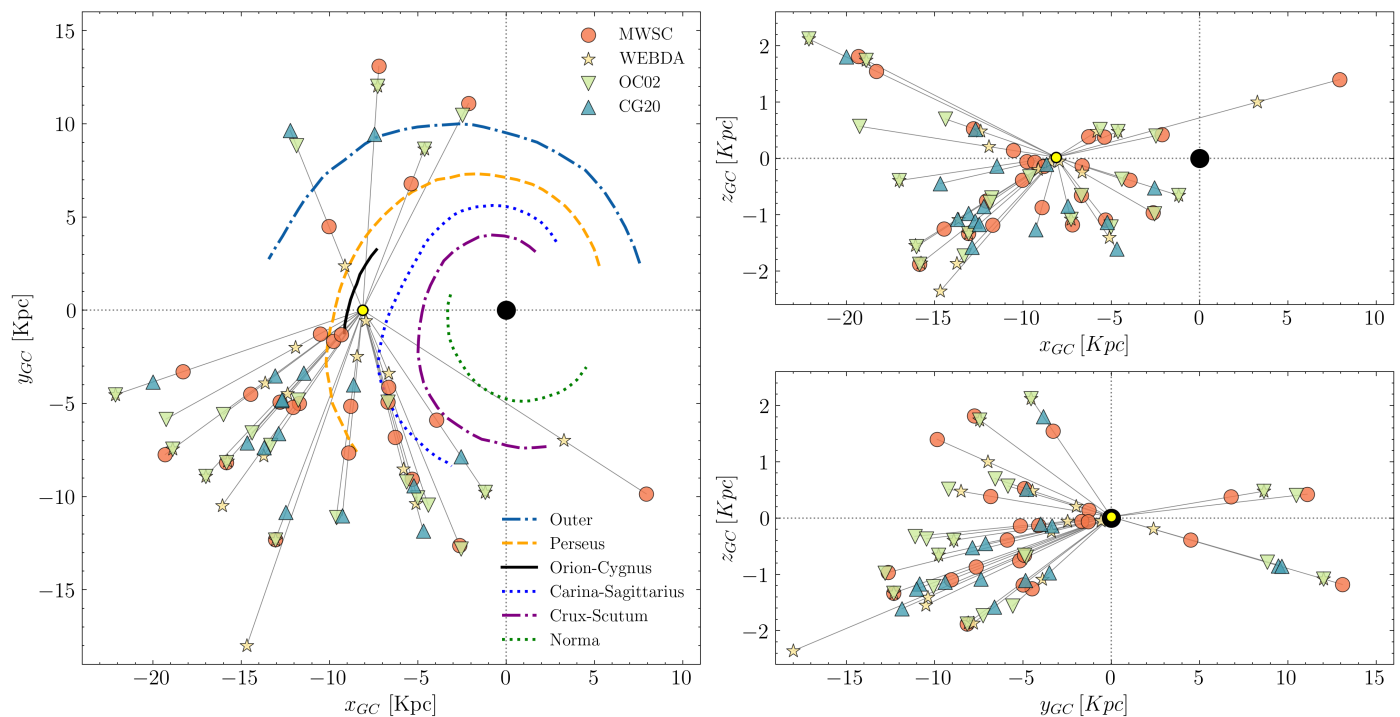 MWSC
WEBDA
OC02
CG20
15
10
5
0
−5
−10
−15
y_GC [Kpc]
Outer
Perseus
Orion-Cygnus
Carina-Sagittarius
Crux-Scutum
Norma
−20
−15
−10
−5
0
5
10
x_GC [Kpc]
2
1
0
−1
−2
z_GC [Kpc]
−20
−15
−10
−5
0
5
10
x_GC [Kpc]
2
1
0
−1
−2
z_GC [Kpc]
−15
−10
−5
0
5
10
15
y_GC [Kpc]